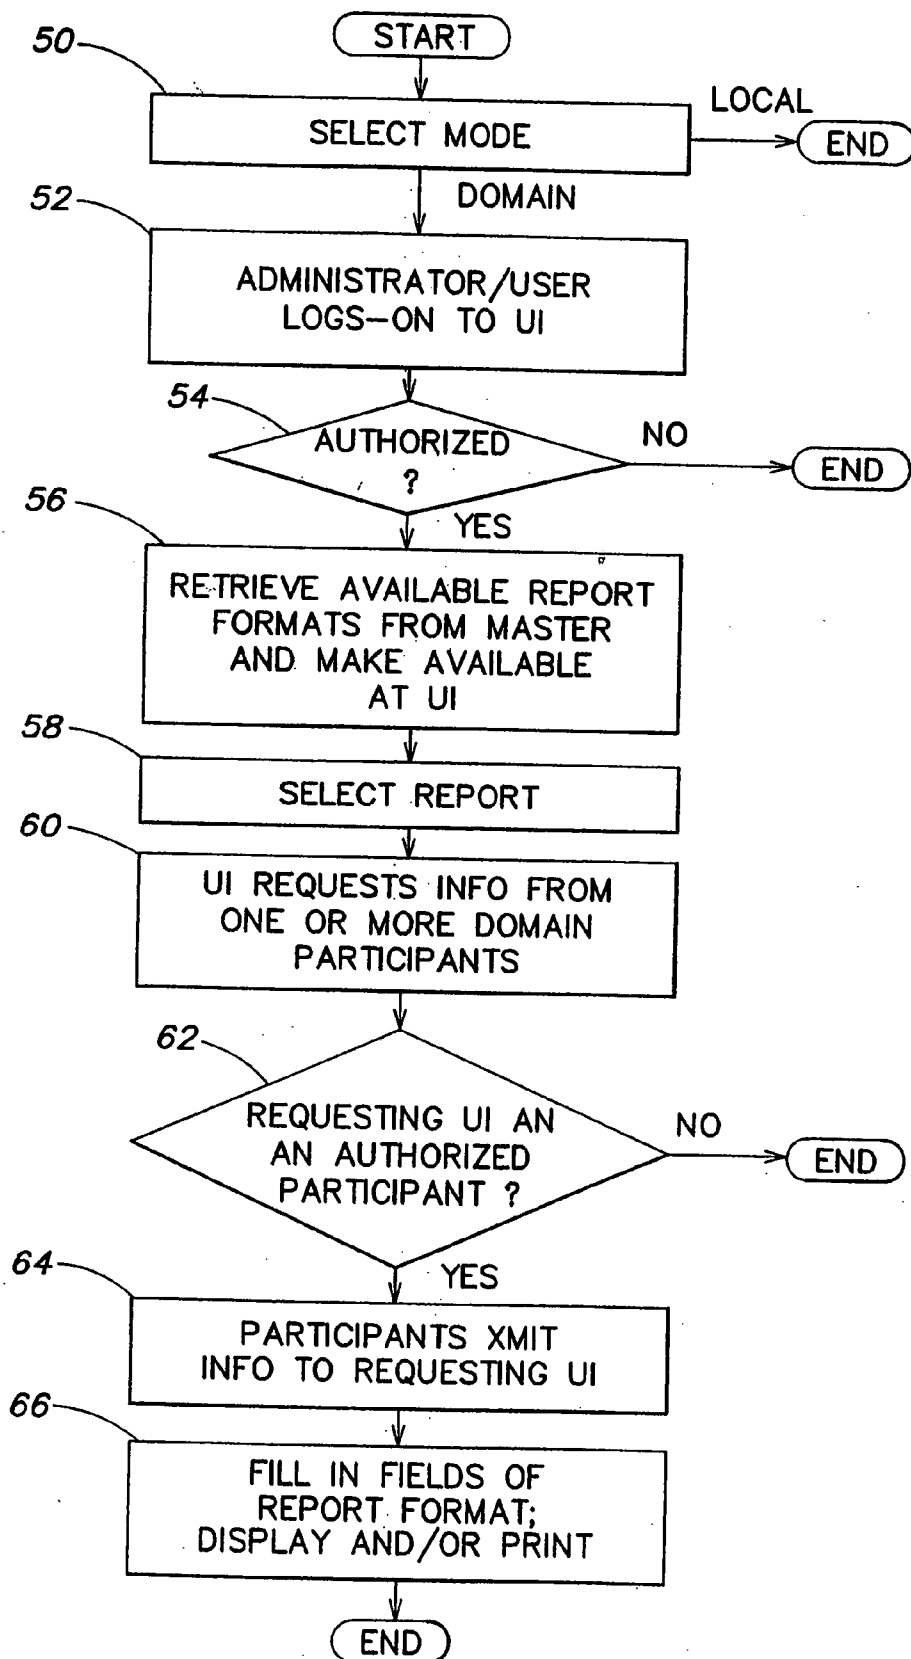 START
50
SELECT MODE
LOCAL
END
DOMAIN
52
ADMINISTRATOR/USER
LOGS-ON TO UI
54
AUTHORIZED
?
NO
END
YES
56
RETRIEVE AVAILABLE REPORT
FORMATS FROM MASTER
AND MAKE AVAILABLE
AT UI
58
SELECT REPORT
60
UI REQUESTS INFO FROM
ONE OR MORE DOMAIN
PARTICIPANTS
62
REQUESTING UI AN
AN AUTHORIZED
PARTICIPANT ?
NO
END
YES
64
PARTICIPANTS XMIT
INFO TO REQUESTING UI
66
FILL IN FIELDS OF
REPORT FORMAT;
DISPLAY AND/OR PRINT
END